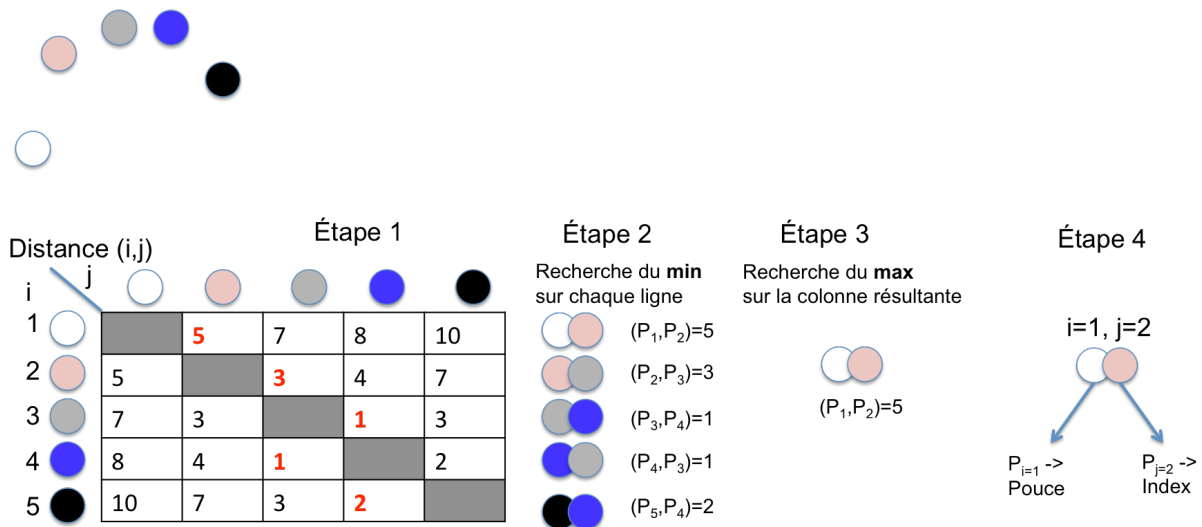 Étape 1
Étape 2
Étape 3
Étape 4
Distance (i,j)
j
i
Recherche du min
sur chaque ligne
Recherche du max
sur la colonne résultante
1
5
7
8
10
2
5
3
4
7
3
7
3
1
3
4
8
4
1
2
5
10
7
3
2
(P1,P2)=5
(P2,P3)=3
(P3,P4)=1
(P4,P3)=1
(P5,P4)=2
(P1,P2)=5
i=1, j=2
Pi=1 ->
Pouce
Pj=2 ->
Index